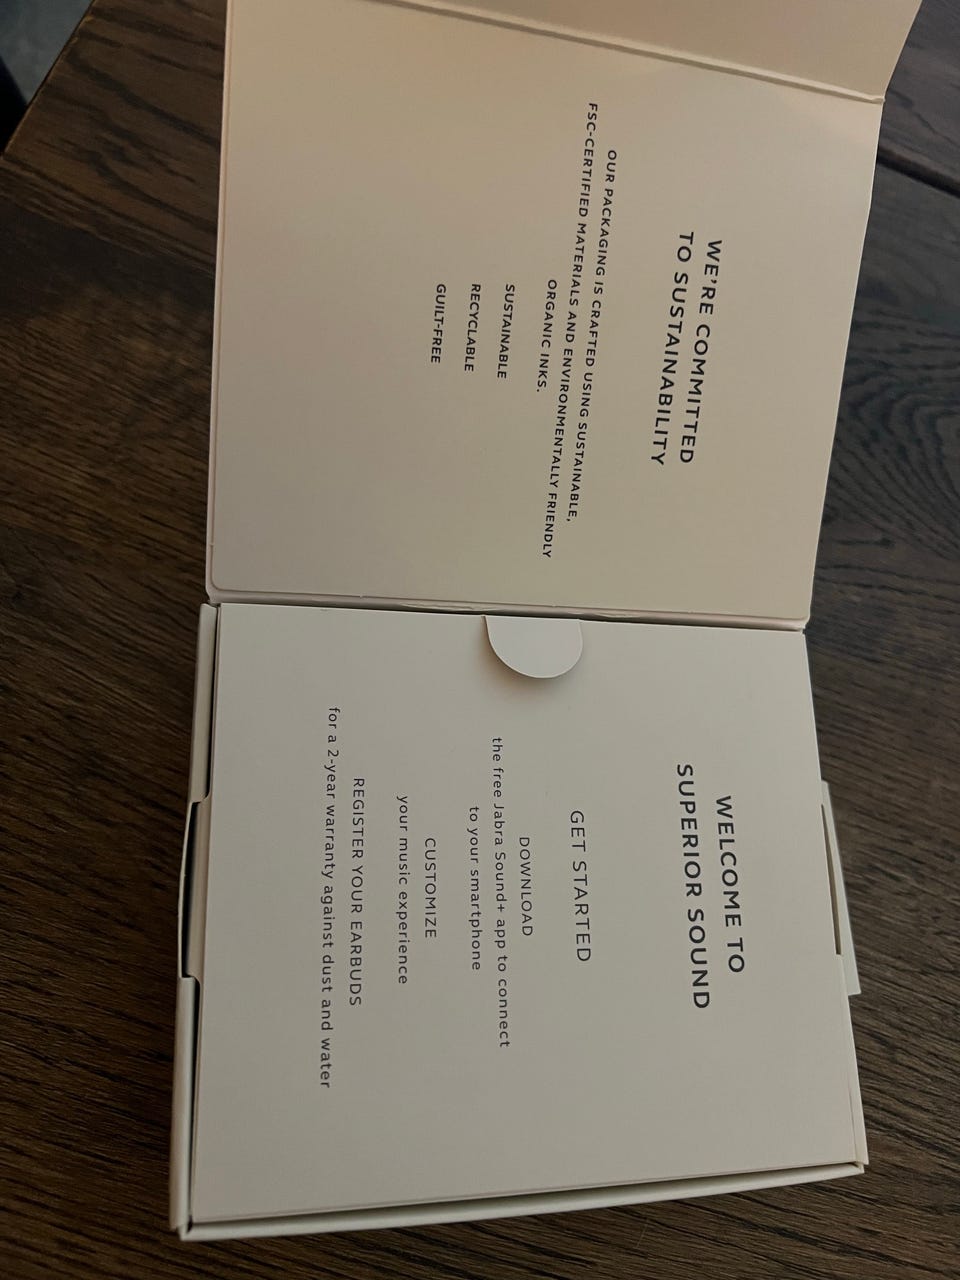 WE'RE COMMITTED
TO SUSTAINABILITY
OUR PACKAGING IS CRAFTED USING SUSTAINABLE,
FSC-CERTIFIED MATERIALS AND ENVIRONMENTALLY FRIENDLY
ORGANIC INKS.
SUSTAINABLE
RECYCLABLE
GUILT-FREE
WELCOME TO
SUPERIOR SOUND
GET STARTED
DOWNLOAD
the free Jabra Sound+ app to connect
to your smartphone
CUSTOMIZE
your music experience
REGISTER YOUR EARBUDS
for a 2-year warranty against dust and water